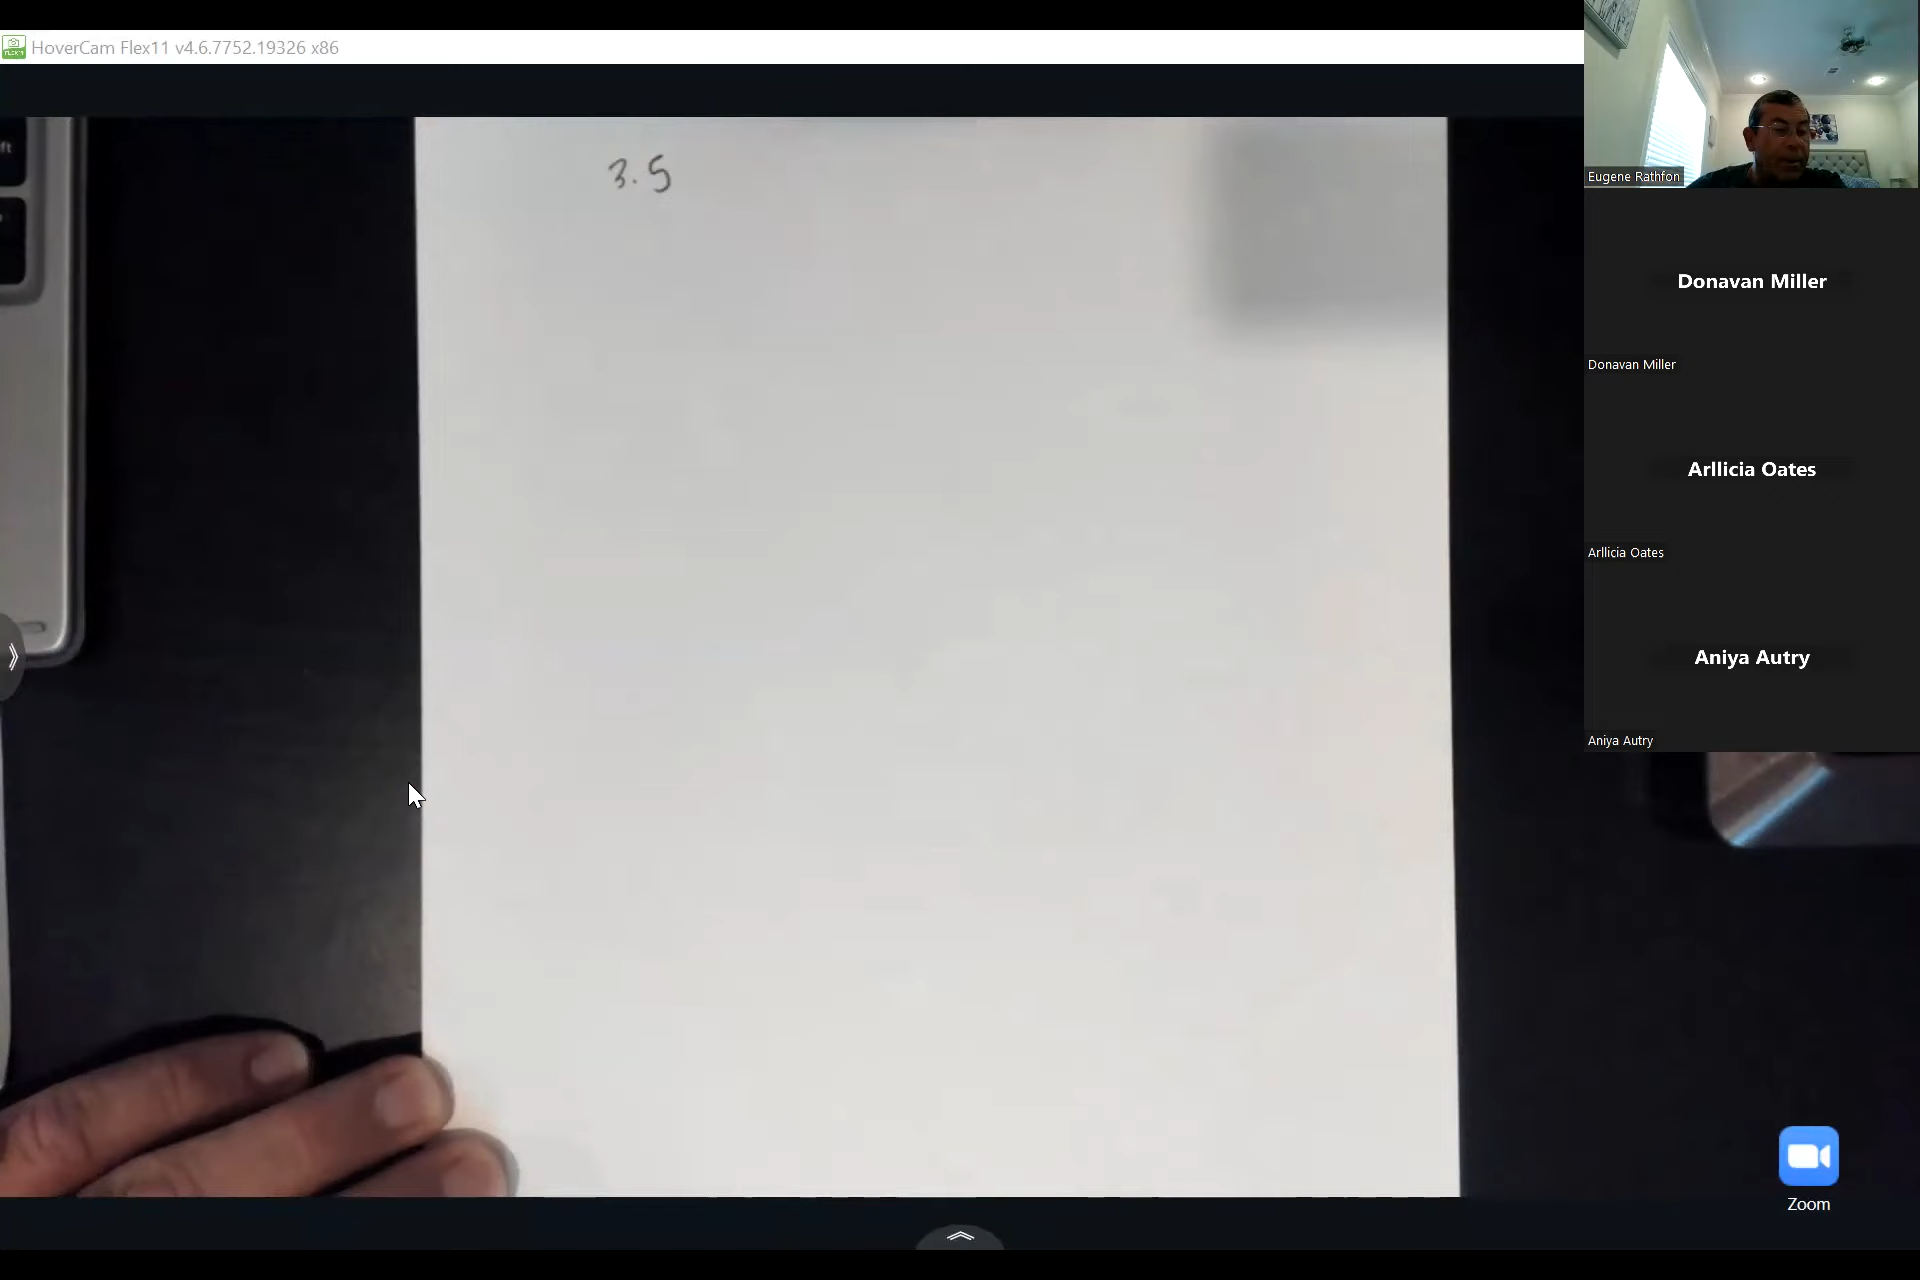 HoverCam Flex11 v4.6.7752.19326 x86
3.5
Eugene Rathfon
Donavan Miller
Donavan Miller
Arllicia Oates
Arllicia Oates
Aniya Autry
Aniya Autry
Zoom